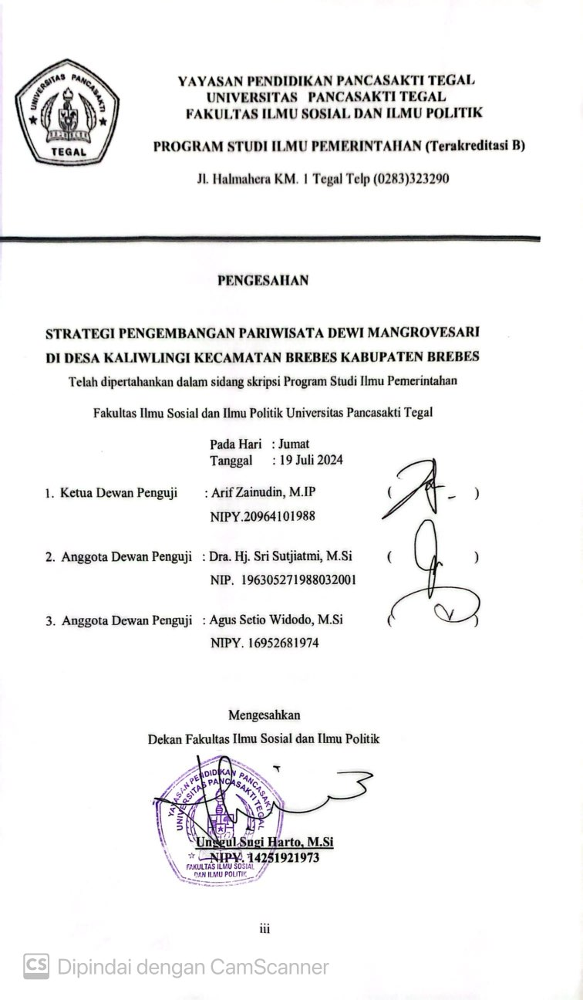 UNIVERSITAS PANCASAKTI
TEGAL
YAYASAN PENDIDIKAN PANCASAKTI TEGAL
UNIVERSITAS PANCASAKTI TEGAL
FAKULTAS ILMU SOSIAL DAN ILMU POLITIK
PROGRAM STUDI ILMU PEMERINTAHAN (Terakreditasi B)
Jl. Halmahera KM. 1 Tegal Telp (0283)323290
PENGESAHAN
STRATEGI PENGEMBANGAN PARIWISATA DEWI MANGROVESARI
DI DESA KALIWLINGI KECAMATAN BREBES KABUPATEN BREBES
Telah dipertahankan dalam sidang skripsi Program Studi Ilmu Pemerintahan
Fakultas Ilmu Sosial dan Ilmu Politik Universitas Pancasakti Tegal
Pada Hari : Jumat
Tanggal : 19 Juli 2024
1. Ketua Dewan Penguji : Arif Zainudin, M.IP ( )
NIPY.20964101988
2. Anggota Dewan Penguji : Dra. Hj. Sri Sutjiatmi, M.Si ( )
NIP. 196305271988032001
3. Anggota Dewan Penguji : Agus Setio Widodo, M.Si ( )
NIPY. 16952681974
Mengesahkan
Dekan Fakultas Ilmu Sosial dan Ilmu Politik
YAYASAN PENDIDIKAN PANCASAKTI
UNIVERSITAS PANCASAKTI TEGAL
Unggul Sugi Harto, M.Si
NIPY. 14251921973
FAKULTAS ILMU SOSIAL
DAN ILMU POLITIK
iii
CS Dipindai dengan CamScanner